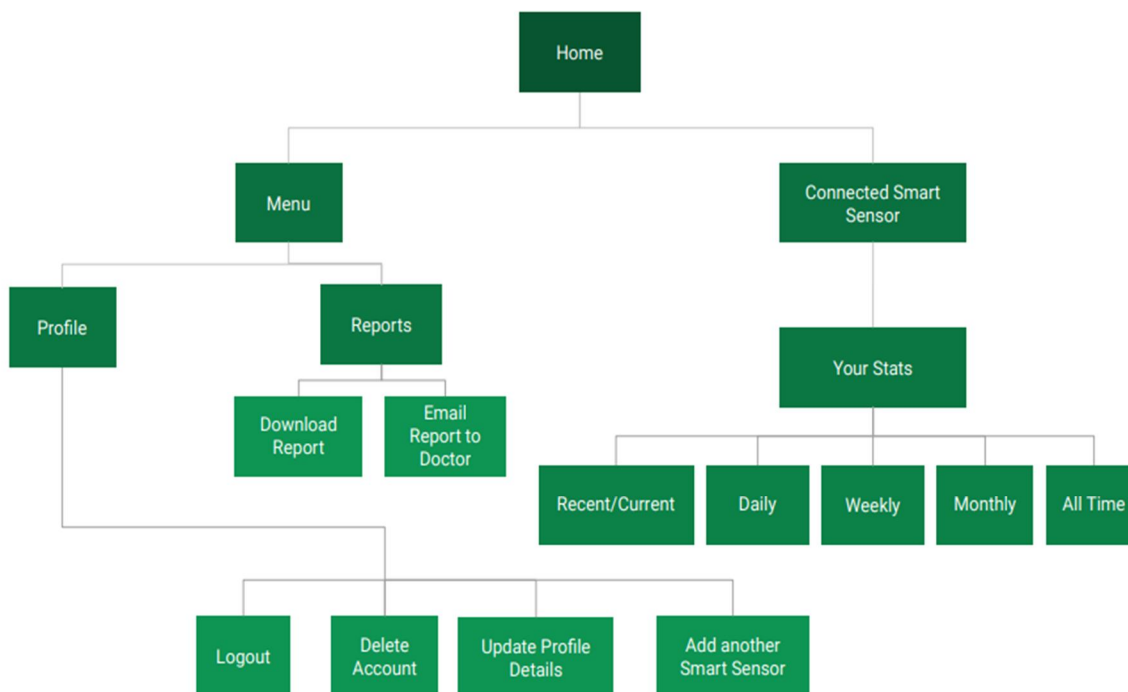 Home
Menu
Connected Smart
Sensor
Profile
Reports
Your Stats
Download
Report
Email
Report to
Doctor
Recent/Current
Daily
Weekly
Monthly
All Time
Logout
Delete
Account
Update Profile
Details
Add another
Smart Sensor